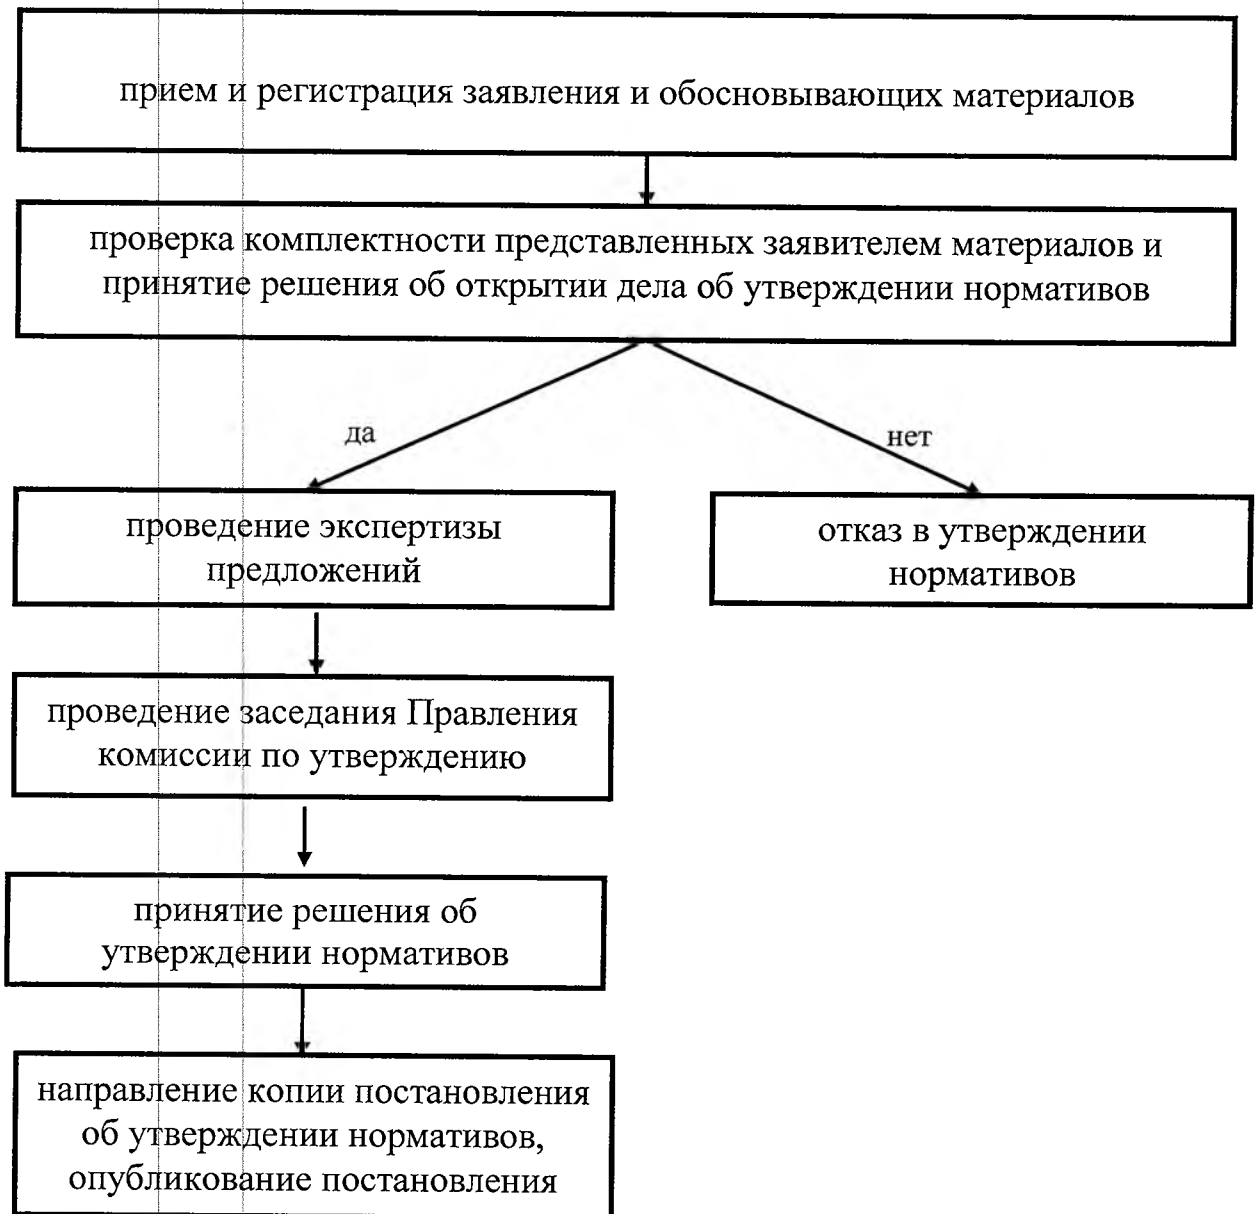 прием и регистрация заявления и обосновывающих материалов
проверка комплектности представленных заявителем материалов и
принятие решения об открытии дела об утверждении нормативов
да
нет
проведение экспертизы
предложений
отказ в утверждении
нормативов
проведение заседания Правления
комиссии по утверждению
принятие решения об
утверждении нормативов
направление копии постановления
об утверждении нормативов,
опубликование постановления